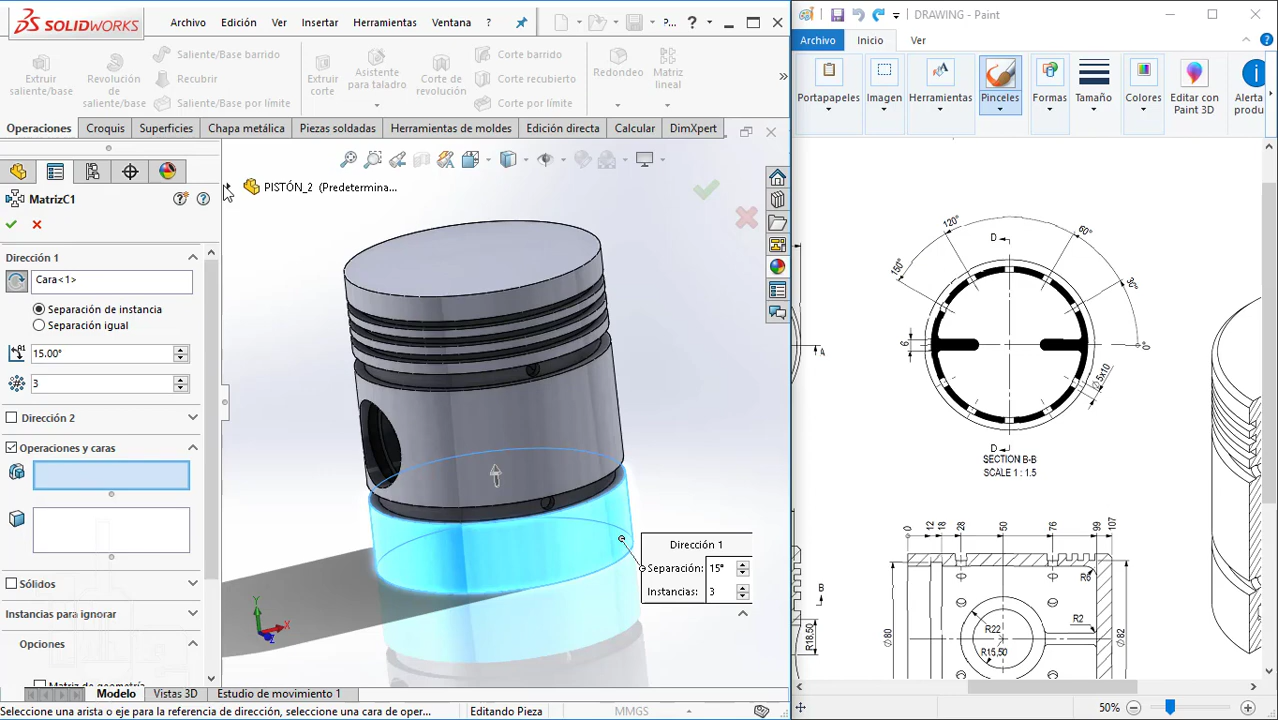 SOLIDWORKS
Archivo Edición Ver Insertar Herramientas Ventana ? P... ?
Extruir saliente/base
Revolución de saliente/base
Saliente/Base barrido
Recubrir
Saliente/Base por límite
Extruir corte
Asistente para taladro
Corte de revolución
Corte barrido
Corte recubierto
Corte por límite
Redondeo
Matriz lineal
Operaciones Croquis Superficies Chapa metálica Piezas soldadas Herramientas de moldes Edición directa Calcular DimXpert
PISTÓN_2 (Predetermina...
MatrizC1
Dirección 1
Cara<1>
Separación de instancia
Separación igual
15.00°
3
Dirección 2
Operaciones y caras
Sólidos
Instancias para ignorar
Opciones
Dirección 1
Separación: 15°
Instancias: 3
Y
X
Z
Modelo Vistas 3D Estudio de movimiento 1
Seleccione una arista o eje para la referencia de dirección, seleccione una cara de oper... Editando Pieza MMGS
DRAWING - Paint
Archivo Inicio Ver
Portapapeles
Imagen
Herramientas
Pinceles
Formas
Tamaño
Colores
Editar con Paint 3D
Alerta
produ
120°
D
60°
150°
30°
6
0°
A
∅5x10
D
SECTION B-B
SCALE 1 : 1.5
0
12
18
28
50
76
99
107
R6
B
R22
R2
∅80
R15,50
∅82
R18,50
50%